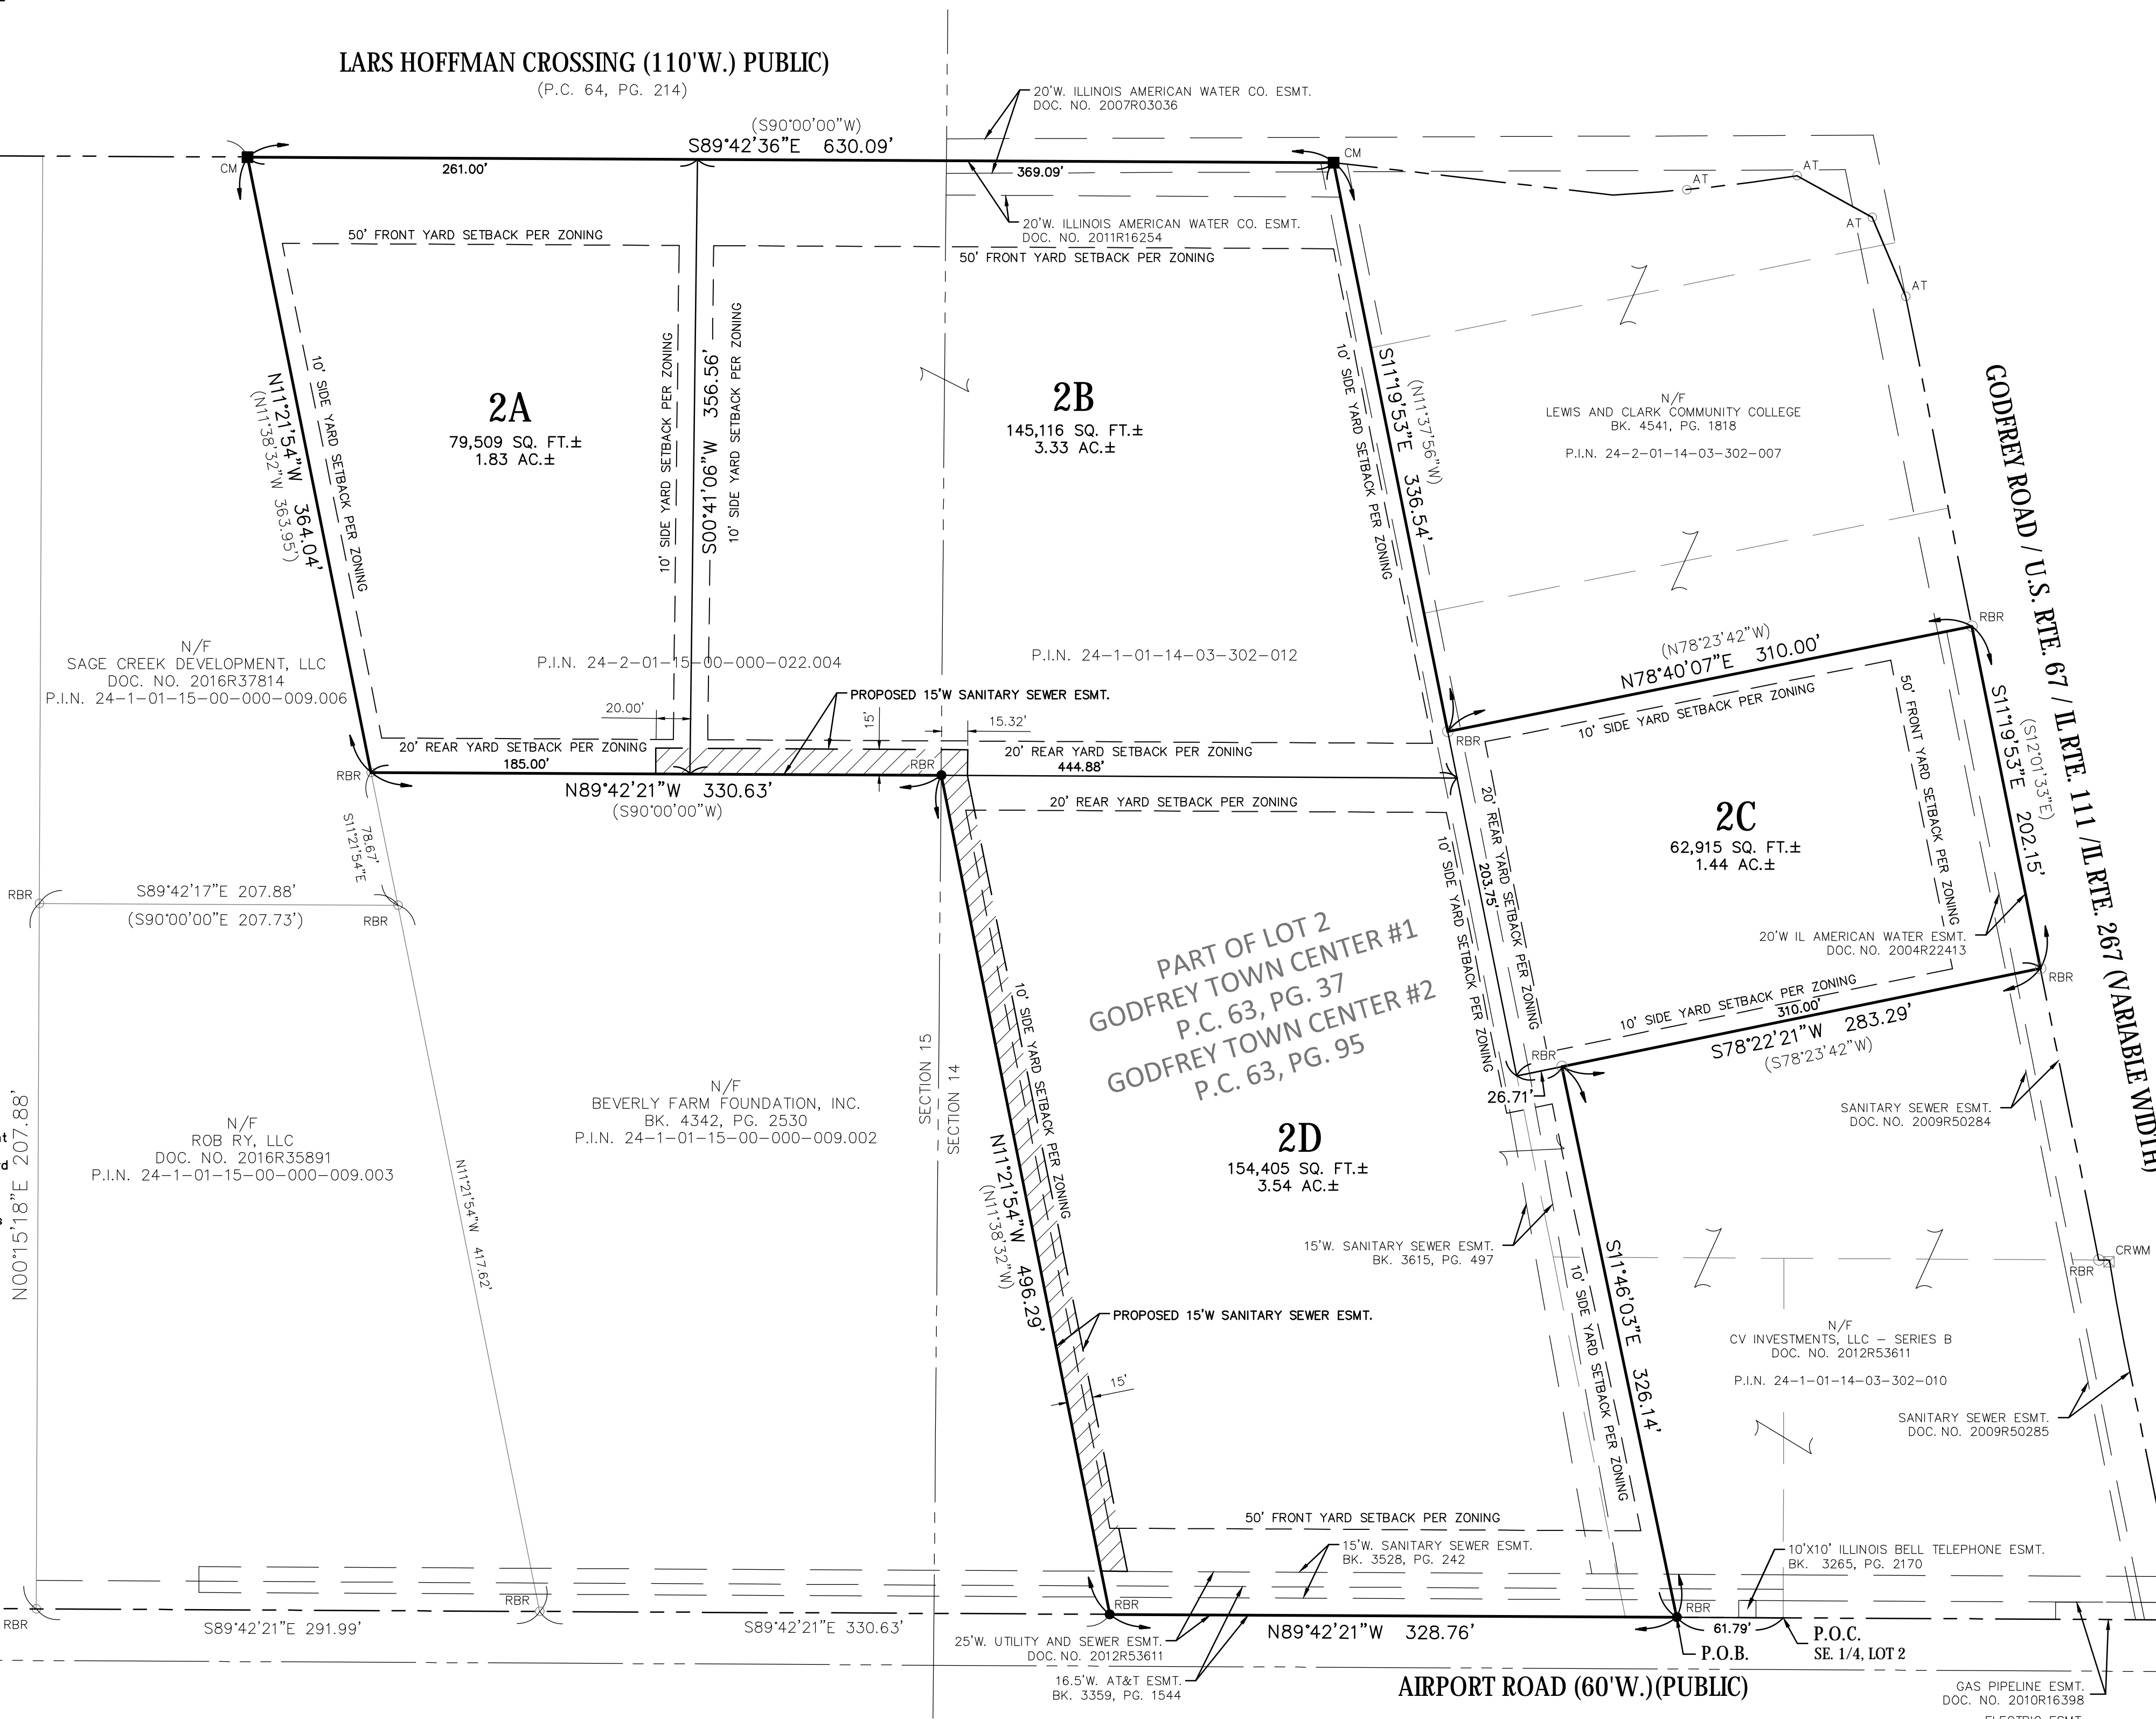 LARS HOFFMAN CROSSING (110'W.) PUBLIC)
(P.C. 64, PG. 214)
20'W. ILLINOIS AMERICAN WATER CO. ESMT.
DOC. NO. 2007R03036
(S90°00'00"W)
S89°42'36"E 630.09'
CM
261.00'
369.09'
CM
AT
AT
AT
AT
20'W. ILLINOIS AMERICAN WATER CO. ESMT.
DOC. NO. 2011R16254
50' FRONT YARD SETBACK PER ZONING
50' FRONT YARD SETBACK PER ZONING
N11°21'54"W 364.04'
(N11°38'32"W 363.95')
10' SIDE YARD SETBACK PER ZONING
2A
79,509 SQ. FT.±
1.83 AC.±
10' SIDE YARD SETBACK PER ZONING
S00°41'06"W 356.56'
10' SIDE YARD SETBACK PER ZONING
2B
145,116 SQ. FT.±
3.33 AC.±
10' SIDE YARD SETBACK PER ZONING
S11°19'53"E 336.54'
(N11°37'56"W)
N/F
LEWIS AND CLARK COMMUNITY COLLEGE
BK. 4541, PG. 1818
P.I.N. 24-2-01-14-03-302-007
GODFREY ROAD / U.S. RTE. 67 / IL RTE. 111 /IL RTE. 267 (VARIABLE WIDTH)
N/F
SAGE CREEK DEVELOPMENT, LLC
DOC. NO. 2016R37814
P.I.N. 24-1-01-15-00-000-009.006
P.I.N. 24-2-01-15-00-000-022.004
P.I.N. 24-1-01-14-03-302-012
PROPOSED 15'W SANITARY SEWER ESMT.
20.00'
15'
15.32'
20' REAR YARD SETBACK PER ZONING
185.00'
RBR
RBR
20' REAR YARD SETBACK PER ZONING
444.88'
RBR
N89°42'21"W 330.63'
(S90°00'00"W)
20' REAR YARD SETBACK PER ZONING
(N78°23'42"W)
N78°40'07"E 310.00'
RBR
10' SIDE YARD SETBACK PER ZONING
50' FRONT YARD SETBACK PER ZONING
S11°19'53"E 202.15'
(S12°01'33"E)
2C
62,915 SQ. FT.±
1.44 AC.±
20' REAR YARD SETBACK PER ZONING
203.75'
10' SIDE YARD SETBACK PER ZONING
20'W IL AMERICAN WATER ESMT.
DOC. NO. 2004R22413
RBR
10' SIDE YARD SETBACK PER ZONING
310.00'
S78°22'21"W 283.29'
(S78°23'42"W)
RBR
26.71'
78.67'
S11°21'54"E
RBR
S89°42'17"E 207.88'
(S90°00'00"E 207.73')
RBR
PART OF LOT 2
GODFREY TOWN CENTER #1
P.C. 63, PG. 37
GODFREY TOWN CENTER #2
P.C. 63, PG. 95
10' SIDE YARD SETBACK PER ZONING
SECTION 15
SECTION 14
N00°15'18"E 207.88'
N/F
ROB RY, LLC
DOC. NO. 2016R35891
P.I.N. 24-1-01-15-00-000-009.003
N11°21'54"W 417.62'
N/F
BEVERLY FARM FOUNDATION, INC.
BK. 4342, PG. 2530
P.I.N. 24-1-01-15-00-000-009.002
N11°21'54"W 496.29'
(N11°38'32"W)
2D
154,405 SQ. FT.±
3.54 AC.±
SANITARY SEWER ESMT.
DOC. NO. 2009R50284
15'W. SANITARY SEWER ESMT.
BK. 3615, PG. 497
S11°46'03"E 326.14'
10' SIDE YARD SETBACK PER ZONING
PROPOSED 15'W SANITARY SEWER ESMT.
15'
CRWM
RBR
N/F
CV INVESTMENTS, LLC – SERIES B
DOC. NO. 2012R53611
P.I.N. 24-1-01-14-03-302-010
SANITARY SEWER ESMT.
DOC. NO. 2009R50285
50' FRONT YARD SETBACK PER ZONING
15'W. SANITARY SEWER ESMT.
BK. 3528, PG. 242
10'X10' ILLINOIS BELL TELEPHONE ESMT.
BK. 3265, PG. 2170
RBR
RBR
RBR
RBR
S89°42'21"E 291.99'
S89°42'21"E 330.63'
N89°42'21"W 328.76'
61.79'
P.O.B.
P.O.C.
SE. 1/4, LOT 2
25'W. UTILITY AND SEWER ESMT.
DOC. NO. 2012R53611
16.5'W. AT&T ESMT.
BK. 3359, PG. 1544
AIRPORT ROAD (60'W.)(PUBLIC)
GAS PIPELINE ESMT.
DOC. NO. 2010R16398